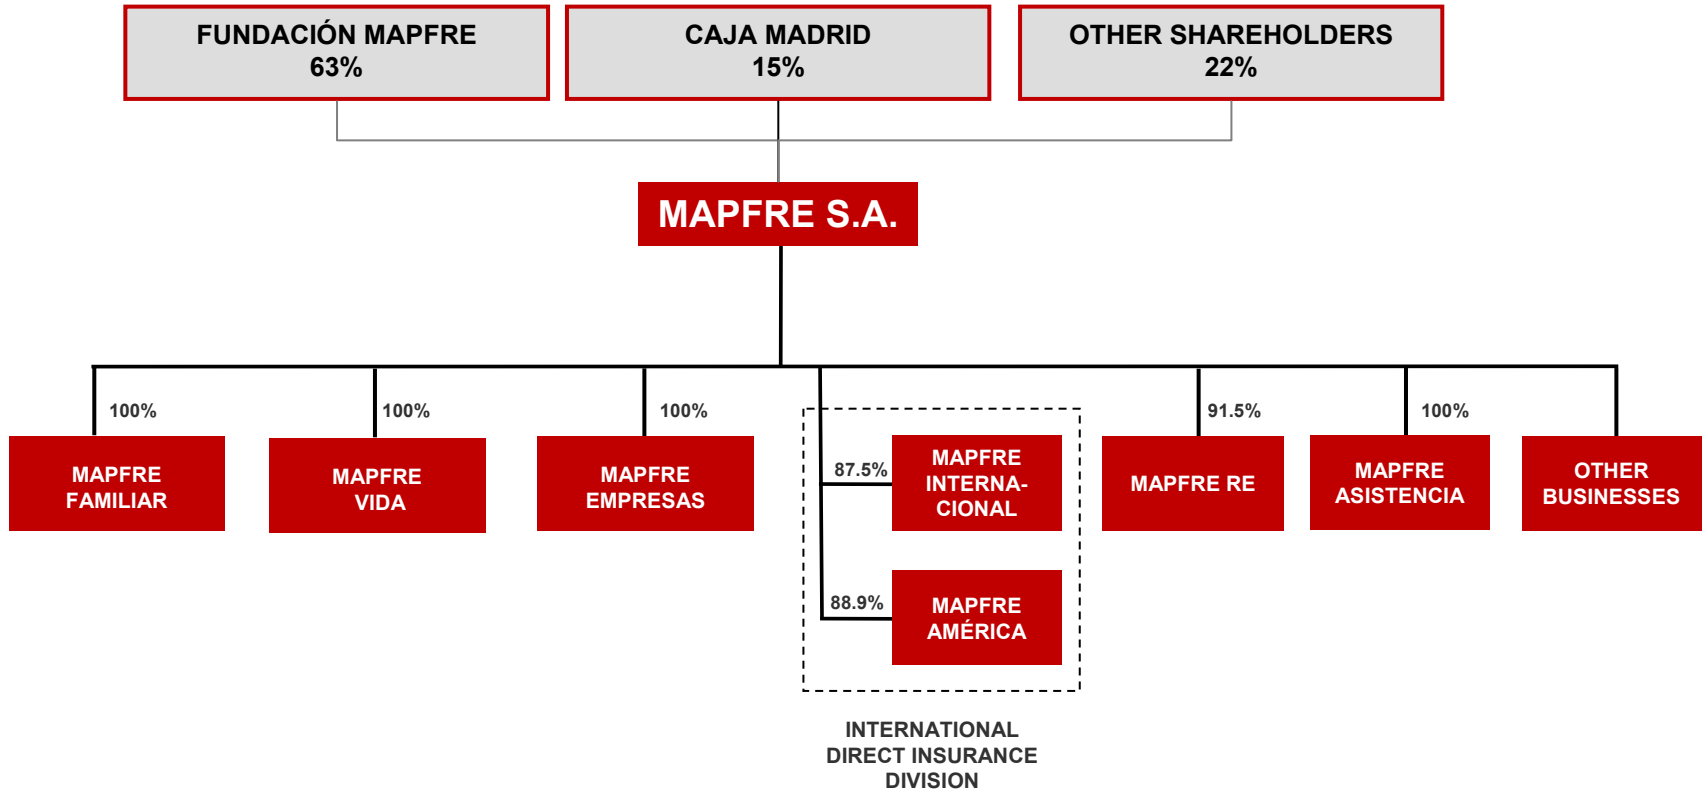 FUNDACIÓN MAPFRE
63%
CAJA MADRID
15%
OTHER SHAREHOLDERS
22%
MAPFRE S.A.
100%
MAPFRE
FAMILIAR
100%
MAPFRE
VIDA
100%
MAPFRE
EMPRESAS
87.5%
MAPFRE
INTERNA-
CIONAL
88.9%
MAPFRE
AMÉRICA
INTERNATIONAL
DIRECT INSURANCE
DIVISION
91.5%
MAPFRE RE
100%
MAPFRE
ASISTENCIA
OTHER
BUSINESSES